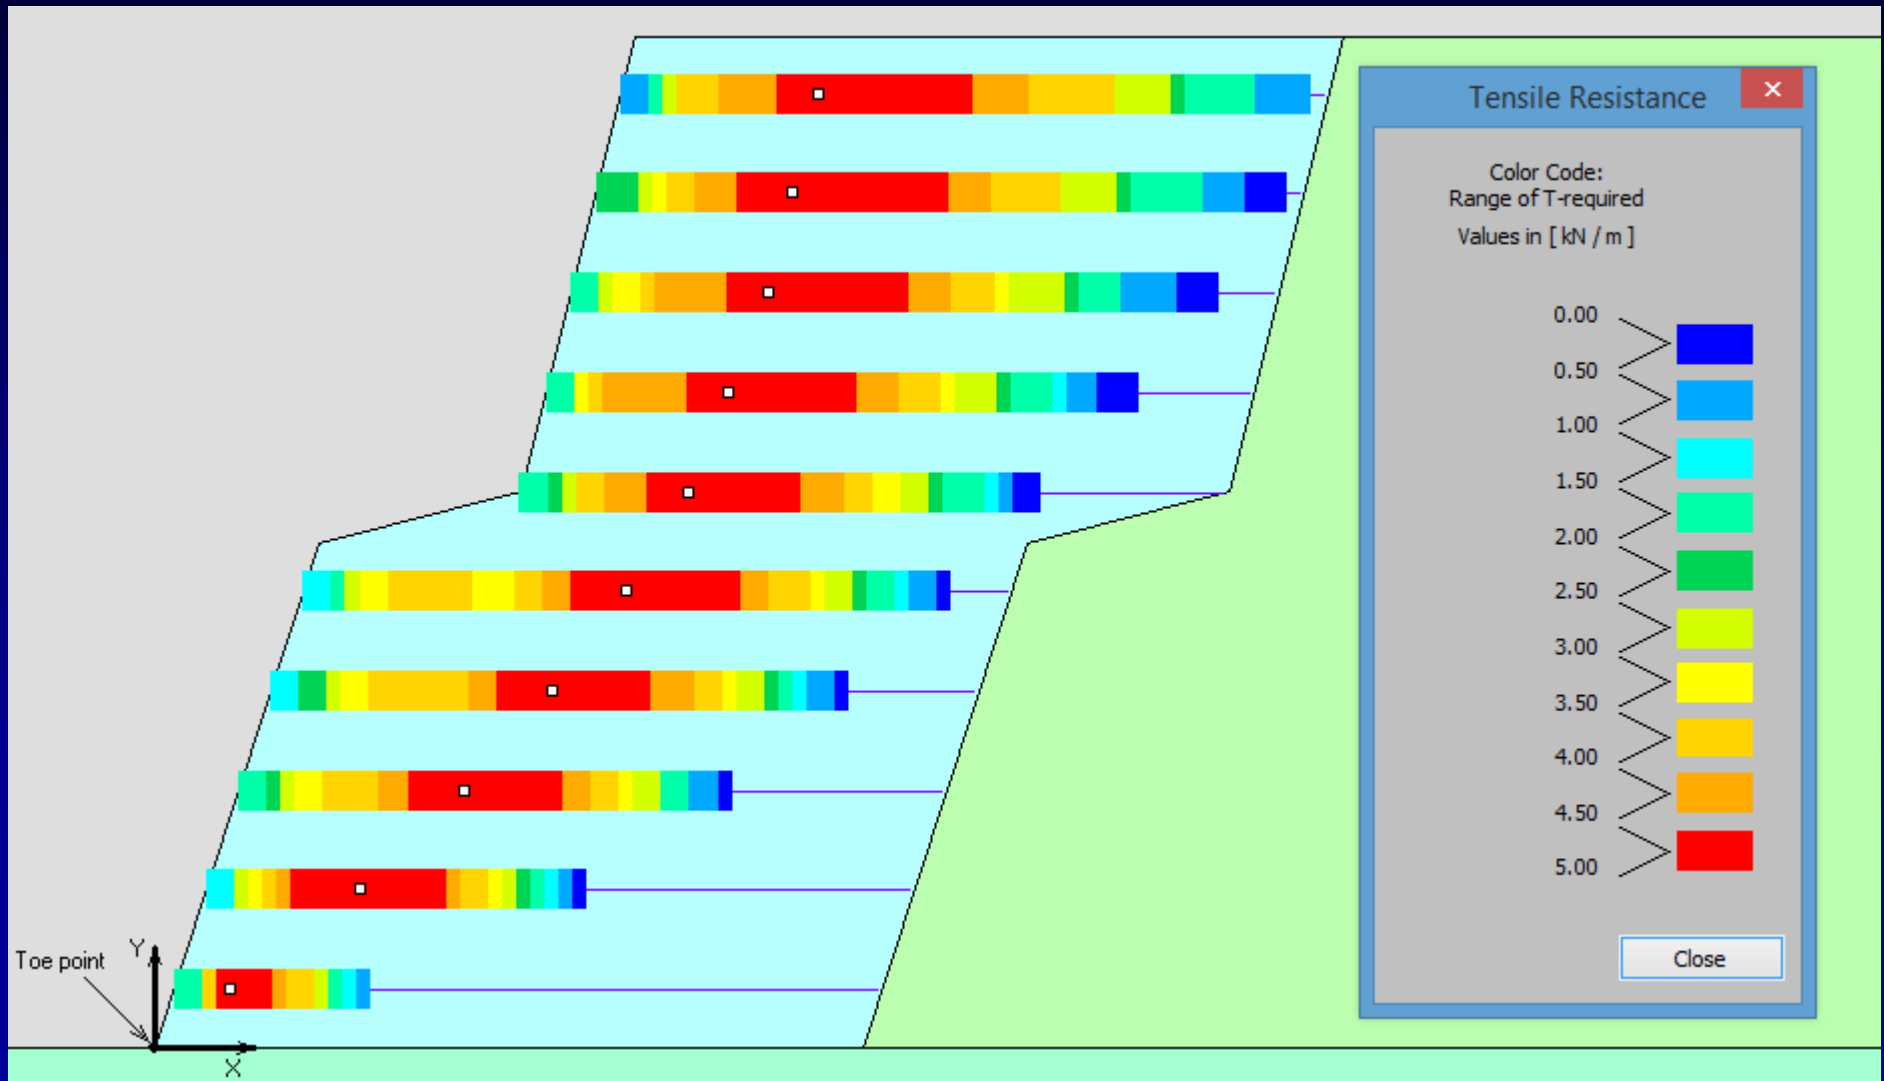 Tensile Resistance
Color Code:
Range of T-required
Values in [ kN / m ]
0.00
0.50
1.00
1.50
2.00
2.50
3.00
3.50
4.00
4.50
5.00
Close
Toe point
Y
X